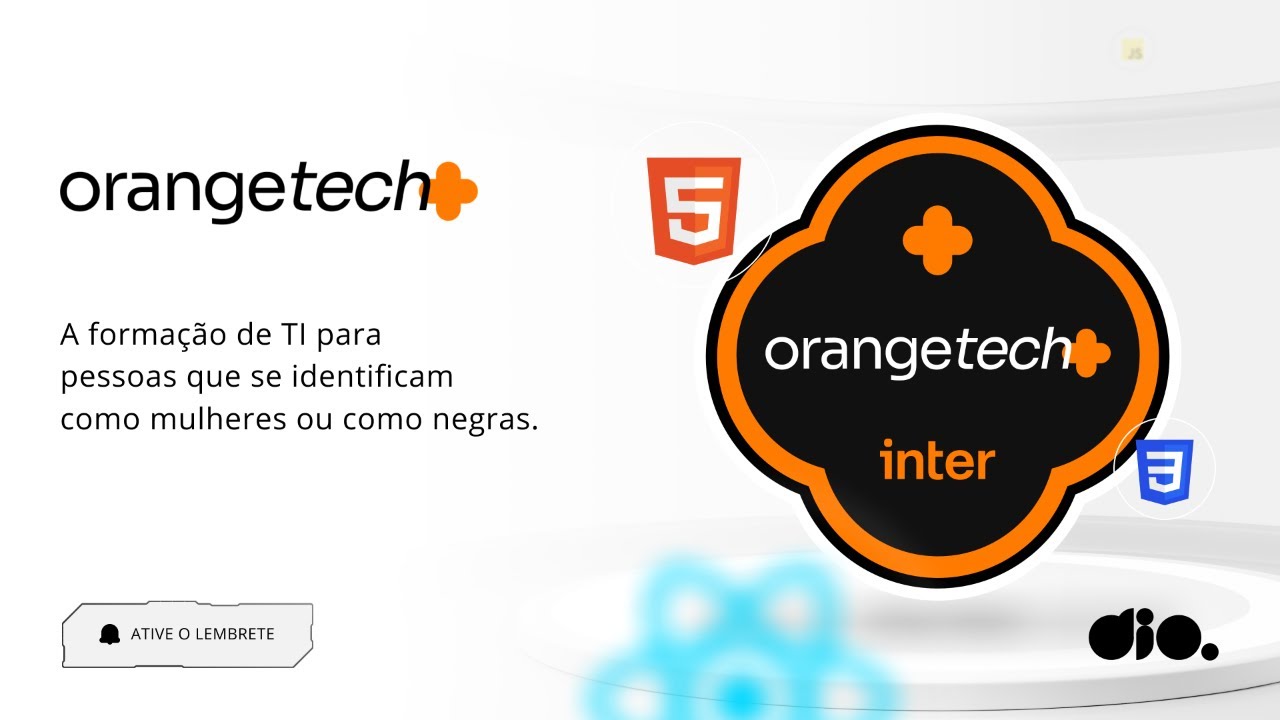 JS
orangetech
A formação de TI para
pessoas que se identificam
como mulheres ou como negras.
ATIVE O LEMBRETE
5
orangetech
inter
3
dio.